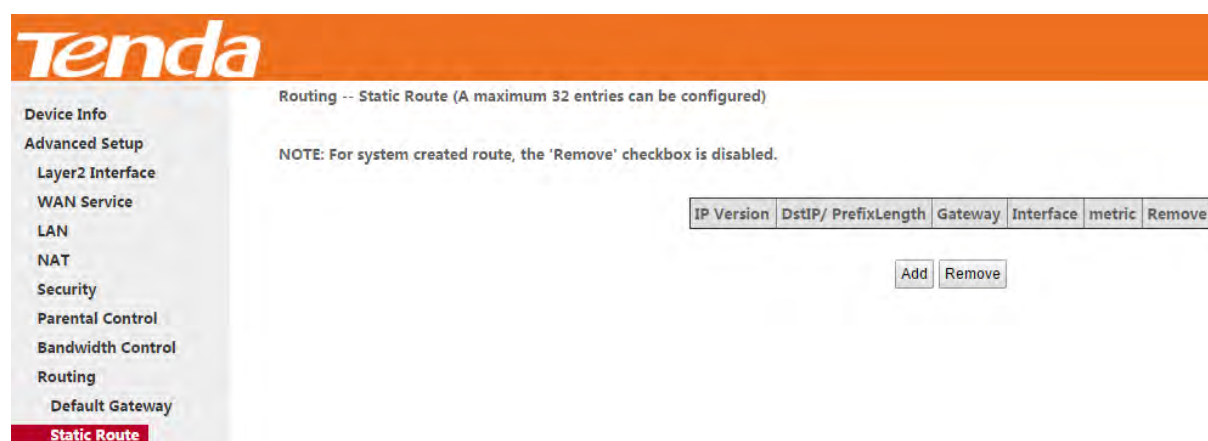 Tenda
Device Info
Advanced Setup
Layer2 Interface
WAN Service
LAN
NAT
Security
Parental Control
Bandwidth Control
Routing
Default Gateway
Static Route
Routing -- Static Route (A maximum 32 entries can be configured)
NOTE: For system created route, the 'Remove' checkbox is disabled.
IP Version DstIP/ PrefixLength Gateway Interface metric Remove
Add Remove